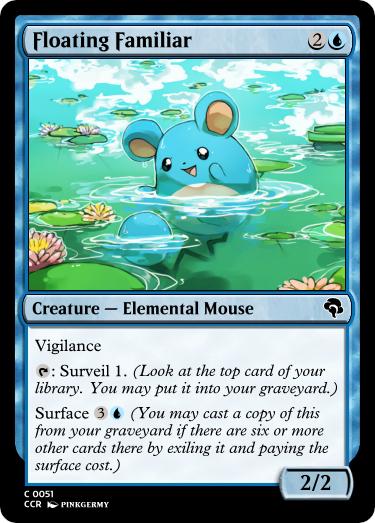 Floating Familiar 2
Creature — Elemental Mouse
Vigilance
: Surveil 1. (Look at the top card of your
library. You may put it into your graveyard.)
Surface 3 (You may cast a copy of this
from your graveyard if there are six or more
other cards there by exiling it and paying the
surface cost.)
2/2
C 0051
CCR PINKGERMY